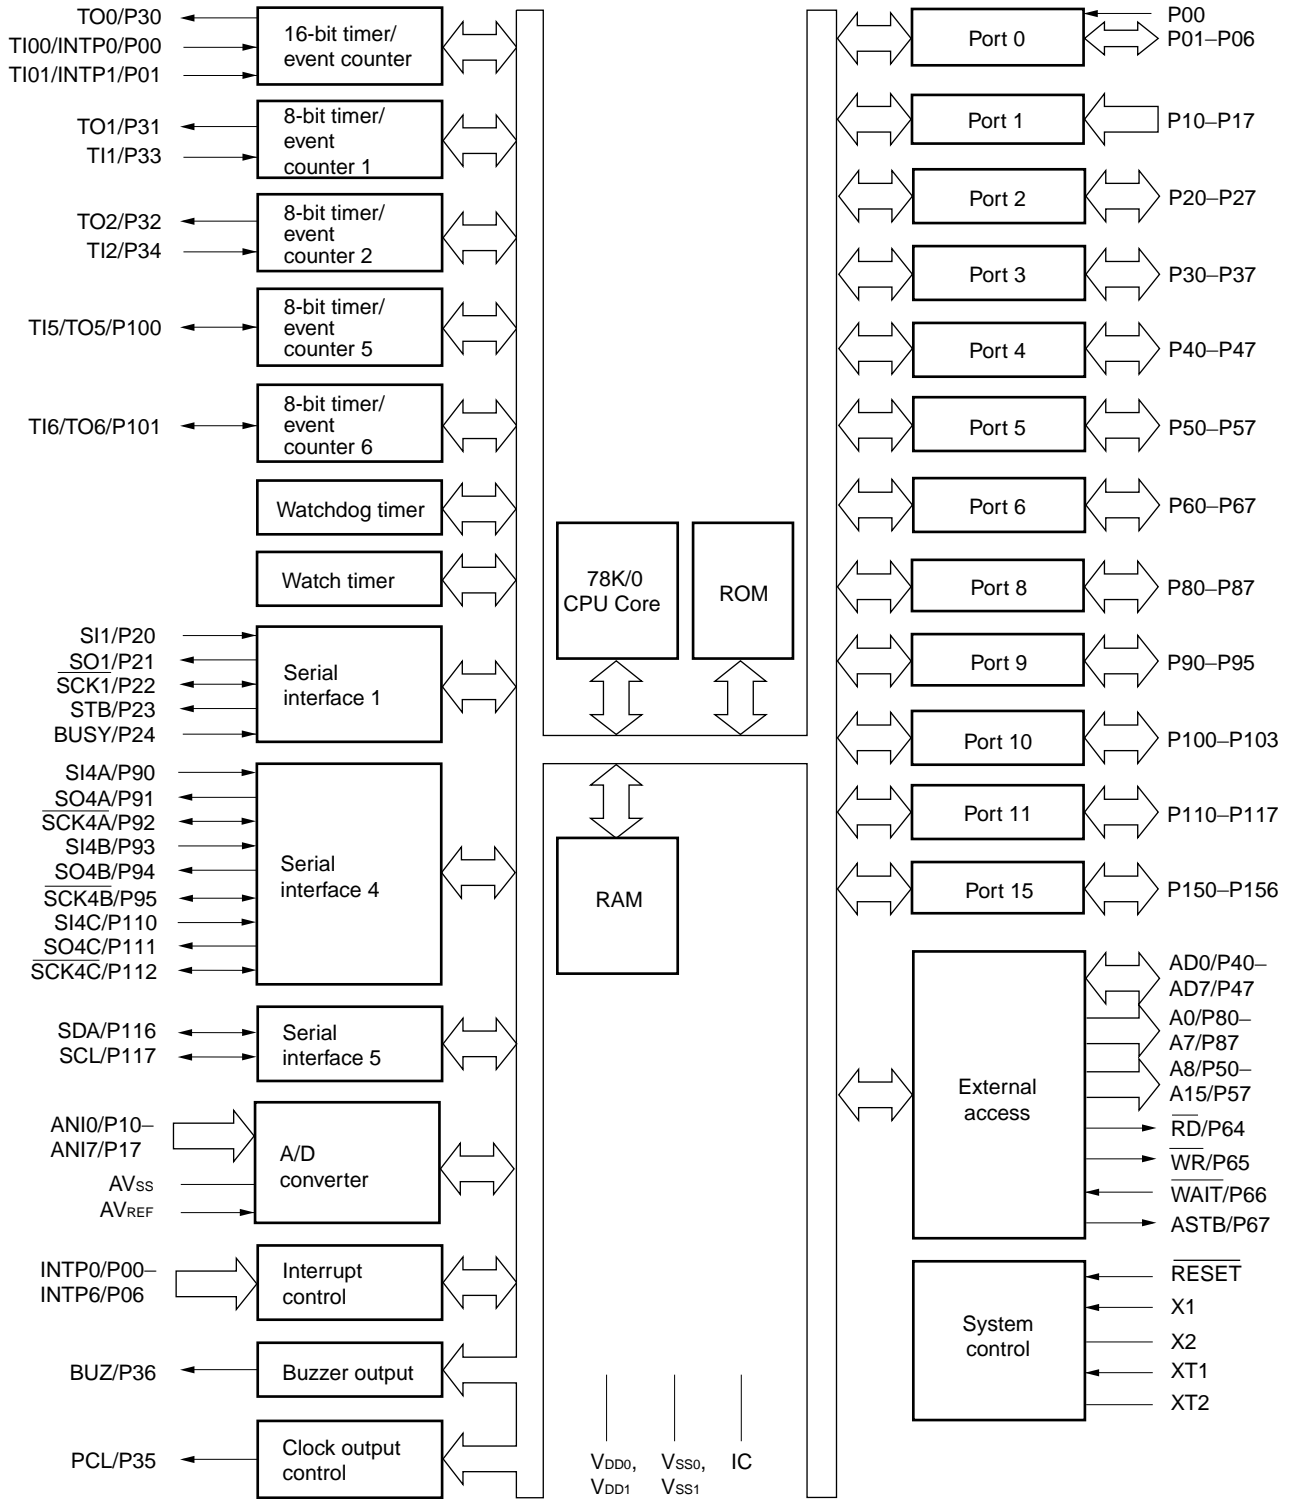 TO0/P30
TI00/INTP0/P00
TI01/INTP1/P01
16-bit timer/
event counter
TO1/P31
TI1/P33
8-bit timer/
event
counter 1
TO2/P32
TI2/P34
8-bit timer/
event
counter 2
TI5/TO5/P100
8-bit timer/
event
counter 5
TI6/TO6/P101
8-bit timer/
event
counter 6
Watchdog timer
Watch timer
SI1/P20
SO1/P21
SCK1/P22
STB/P23
BUSY/P24
Serial
interface 1
SI4A/P90
SO4A/P91
SCK4A/P92
SI4B/P93
SO4B/P94
SCK4B/P95
SI4C/P110
SO4C/P111
SCK4C/P112
Serial
interface 4
SDA/P116
SCL/P117
Serial
interface 5
ANI0/P10–
ANI7/P17
AVSS
AVREF
A/D
converter
INTP0/P00–
INTP6/P06
Interrupt
control
BUZ/P36
Buzzer output
PCL/P35
Clock output
control
78K/0
CPU Core
ROM
RAM
VDD0,
VDD1
VSS0,
VSS1
IC
Port 0
P00
P01–P06
Port 1
P10–P17
Port 2
P20–P27
Port 3
P30–P37
Port 4
P40–P47
Port 5
P50–P57
Port 6
P60–P67
Port 8
P80–P87
Port 9
P90–P95
Port 10
P100–P103
Port 11
P110–P117
Port 15
P150–P156
External
access
AD0/P40–
AD7/P47
A0/P80–
A7/P87
A8/P50–
A15/P57
RD/P64
WR/P65
WAIT/P66
ASTB/P67
System
control
RESET
X1
X2
XT1
XT2